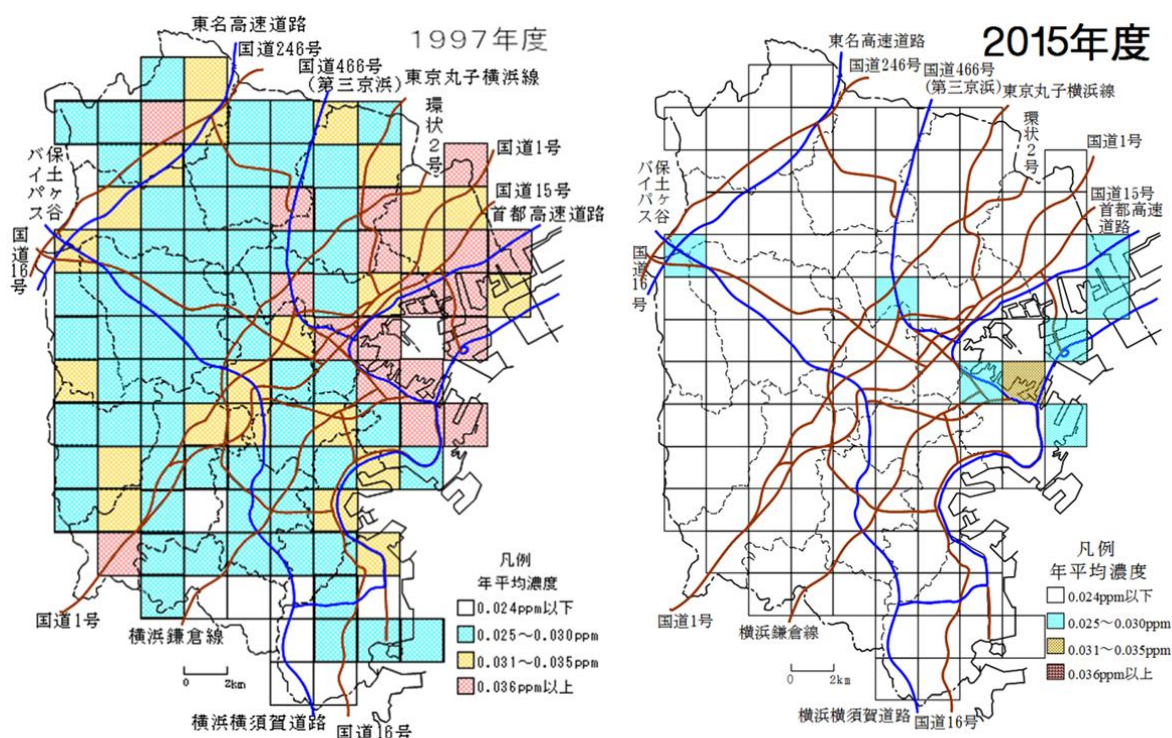 1997年度
東名高速道路
国道246号
国道466号
(第三京浜)
東京丸子横浜線
環状2号
国道1号
国道15号
首都高速道路
保土ヶ谷
バイパス
国道16号
国道1号
横浜鎌倉線
横浜横須賀道路
国道16号
0 2km
凡例
年平均濃度
0.024ppm以下
0.025～0.030ppm
0.031～0.035ppm
0.036ppm以上
2015年度
東名高速道路
国道246号
国道466号
(第三京浜)
東京丸子横浜線
環状2号
国道1号
国道15号
首都高速
道路
保土ヶ谷
バイパス
国道16号
国道1号
横浜鎌倉線
横浜横須賀道路
国道16号
0 2km
凡例
年平均濃度
0.024ppm以下
0.025～0.030ppm
0.031～0.035ppm
0.036ppm以上